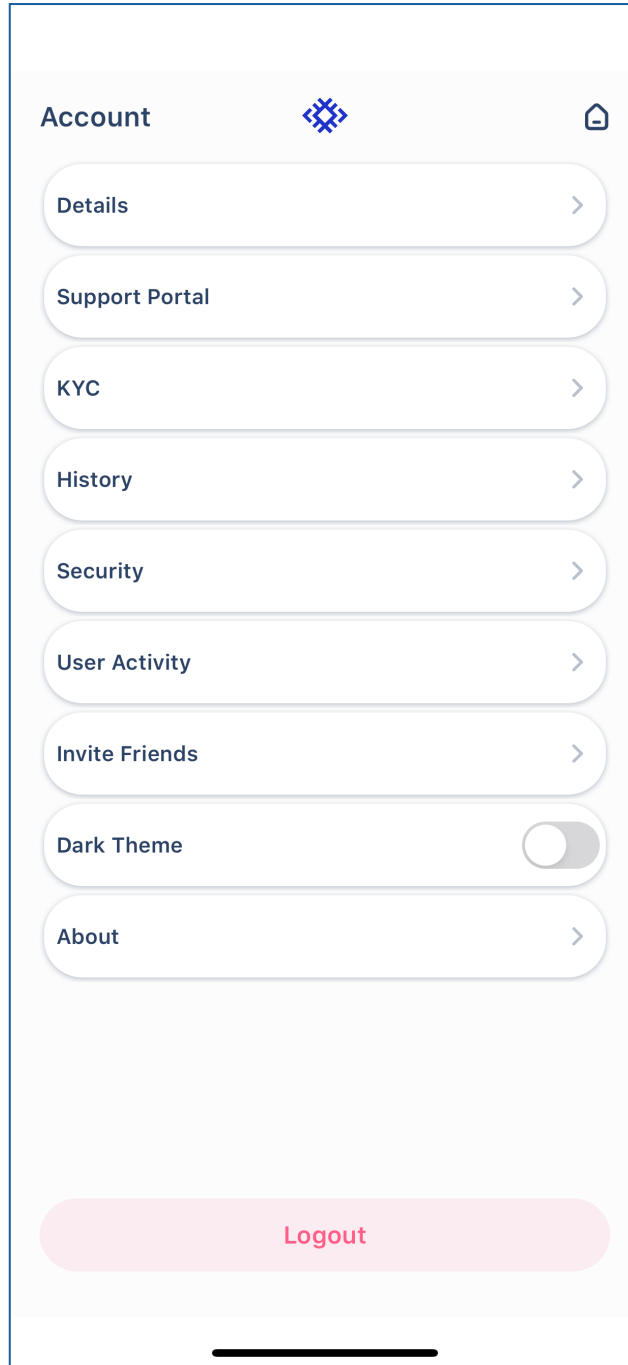 Account
Details
Support Portal
KYC
History
Security
User Activity
Invite Friends
Dark Theme
About
Logout